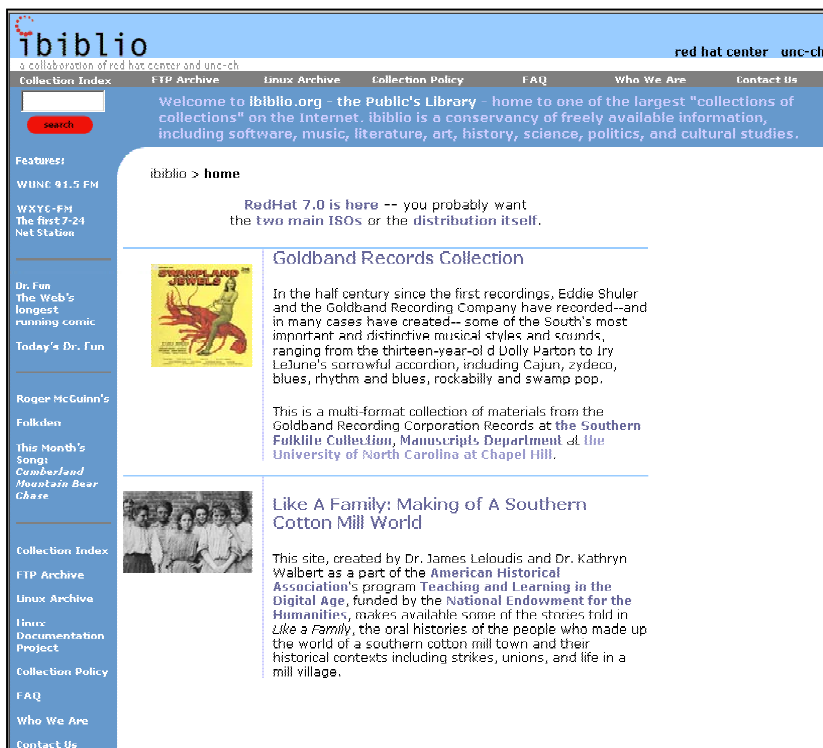 ibiblio
red hat center unc-ch
a collaboration of red hat center and unc-ch
Collection Index FTP Archive Linux Archive Collection Policy FAQ Who We Are Contact Us
search
Welcome to ibiblio.org - the Public's Library - home to one of the largest "collections of
collections" on the Internet. ibiblio is a conservancy of freely available information,
including software, music, literature, art, history, science, politics, and cultural studies.
Features:
WUNC 91.5 FM
WXYC-FM
The first 7-24
Net Station
Dr. Fun
The Web's
longest
running comic
Today's Dr. Fun
Roger McGuinn's
Folkden
This Month's
Song:
Cumberland
Mountain Bear
Chase
Collection Index
FTP Archive
Linux Archive
Linux
Documentation
Project
Collection Policy
FAQ
Who We Are
Contact Us
ibiblio > home
RedHat 7.0 is here -- you probably want
the two main ISOs or the distribution itself.
SWAMPLAND
JEWELS
Goldband Records Collection
In the half century since the first recordings, Eddie Shuler
and the Goldband Recording Company have recorded--and
in many cases have created-- some of the South's most
important and distinctive musical styles and sounds,
ranging from the thirteen-year-ol d Dolly Parton to Iry
LeJune's sorrowful accordion, including Cajun, zydeco,
blues, rhythm and blues, rockabilly and swamp pop.
This is a multi-format collection of materials from the
Goldband Recording Corporation Records at the Southern
Folklife Collection, Manuscripts Department at the
University of North Carolina at Chapel Hill.
Like A Family: Making of A Southern
Cotton Mill World
This site, created by Dr. James Leloudis and Dr. Kathryn
Walbert as a part of the American Historical
Association's program Teaching and Learning in the
Digital Age, funded by the National Endowment for the
Humanities, makes available some of the stories told in
Like a Family, the oral histories of the people who made up
the world of a southern cotton mill town and their
historical contexts including strikes, unions, and life in a
mill village.